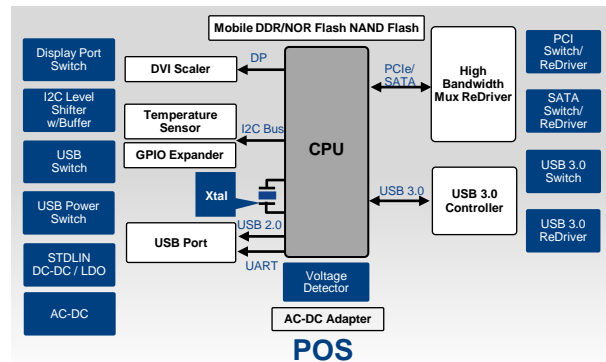 Mobile DDR/NOR Flash NAND Flash
Display Port
Switch
I2C Level
Shifter
w/Buffer
USB
Switch
USB Power
Switch
STDLIN
DC-DC / LDO
AC-DC
DVI Scaler
DP
Temperature
Sensor
I2C Bus
GPIO Expander
Xtal
USB 2.0
USB Port
UART
CPU
Voltage
Detector
AC-DC Adapter
PCIe/
SATA
High
Bandwidth
Mux ReDriver
USB 3.0
USB 3.0
Controller
PCI
Switch/
ReDriver
SATA
Switch/
ReDriver
USB 3.0
Switch
USB 3.0
ReDriver
POS